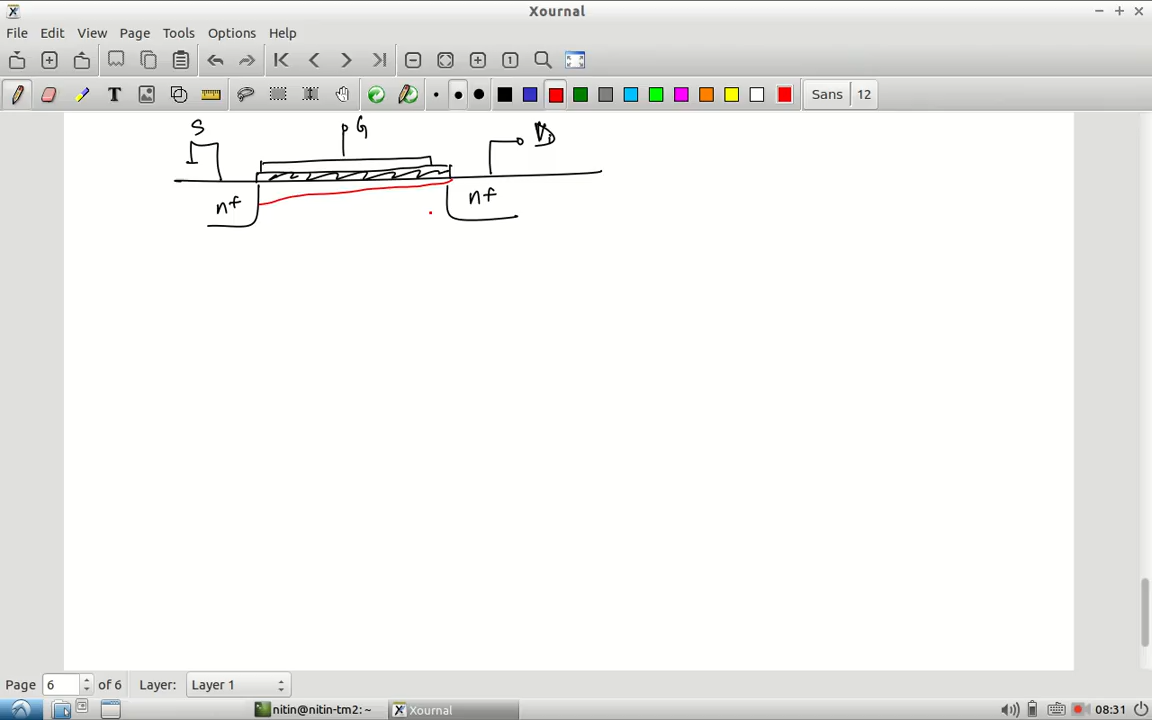 Xournal
File Edit View Page Tools Options Help
Sans 12
S G
n+ n+
Page 6 of 6 Layer: Layer 1
nitin@nitin-tm2: ~ Xournal 08:31